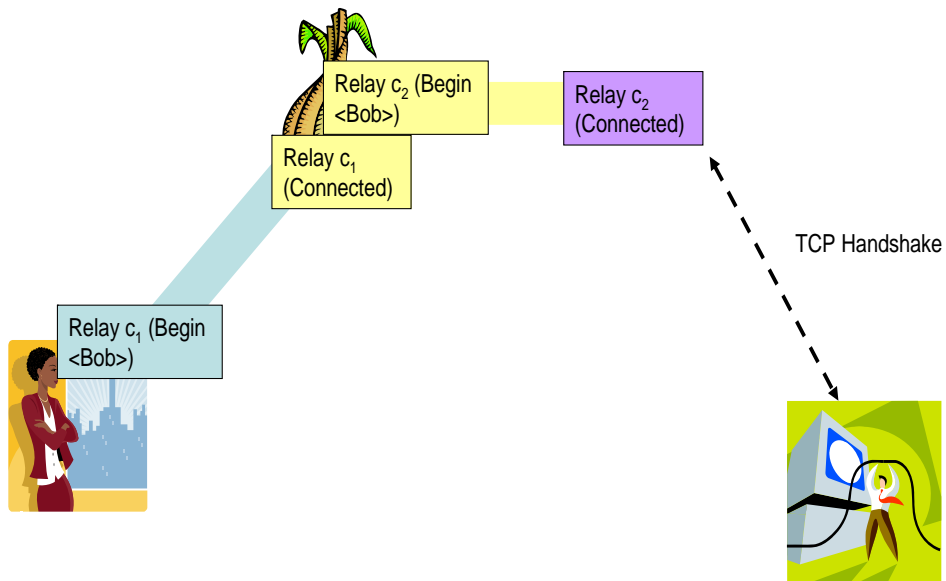 Relay c₂ (Begin
<Bob>)
Relay c₂
(Connected)
Relay c₁
(Connected)
TCP Handshake
Relay c₁ (Begin
<Bob>)